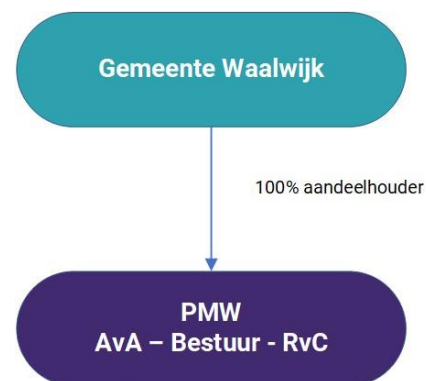 Gemeente Waalwijk
100% aandeelhouder
PMW
AvA – Bestuur - RvC